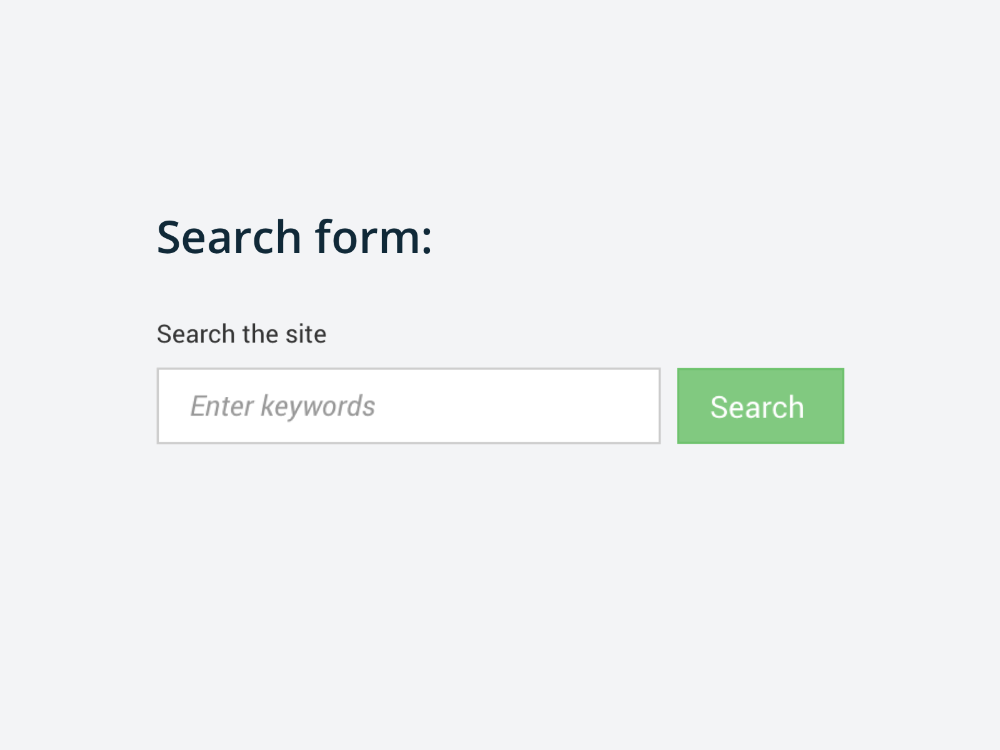 Search form:
Search the site
Enter keywords
Search